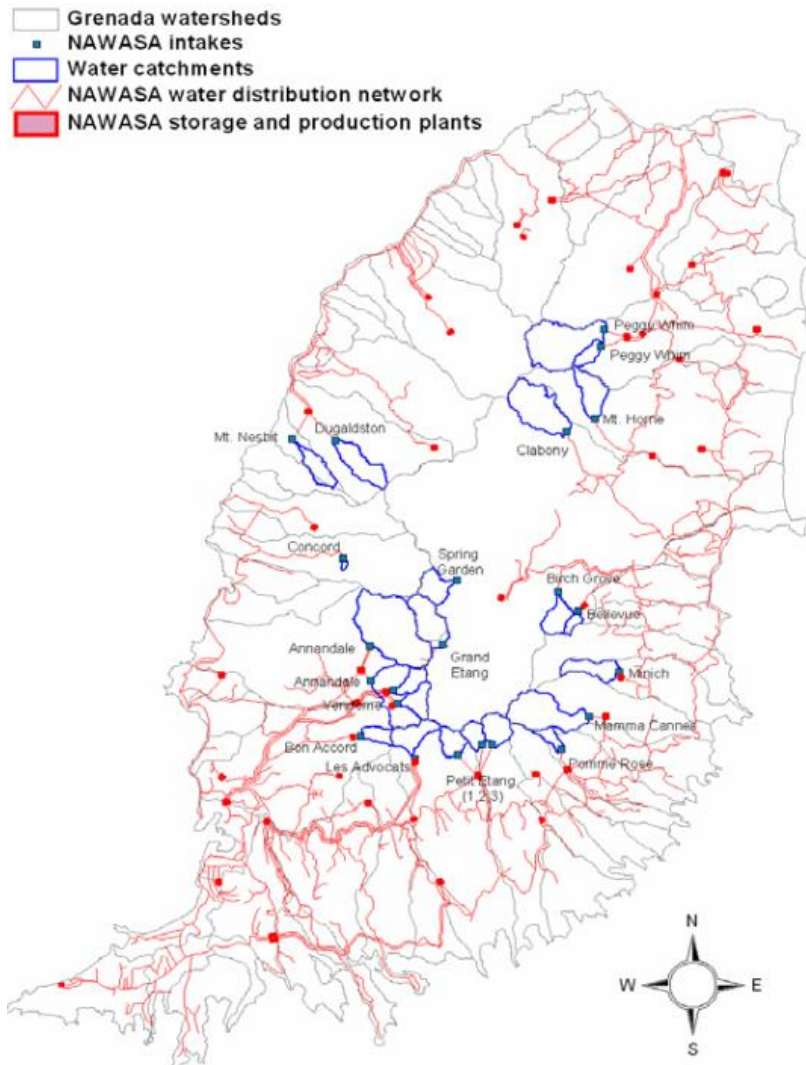 Grenada watersheds
NAWASA intakes
Water catchments
NAWASA water distribution network
NAWASA storage and production plants
Peggy Whim
Peggy Whim
Mt. Horne
Clabony
Mt. Nesbit
Dugaldston
Concord
Spring
Garden
Birch Grove
Bellevue
Annandale
Grand
Etang
Annandale
Minich
Vendome
Mamma Cannes
Bon Accord
Les Advocats
Pomme Rose
Petit Etang
(1,2,3)
N
W
E
S